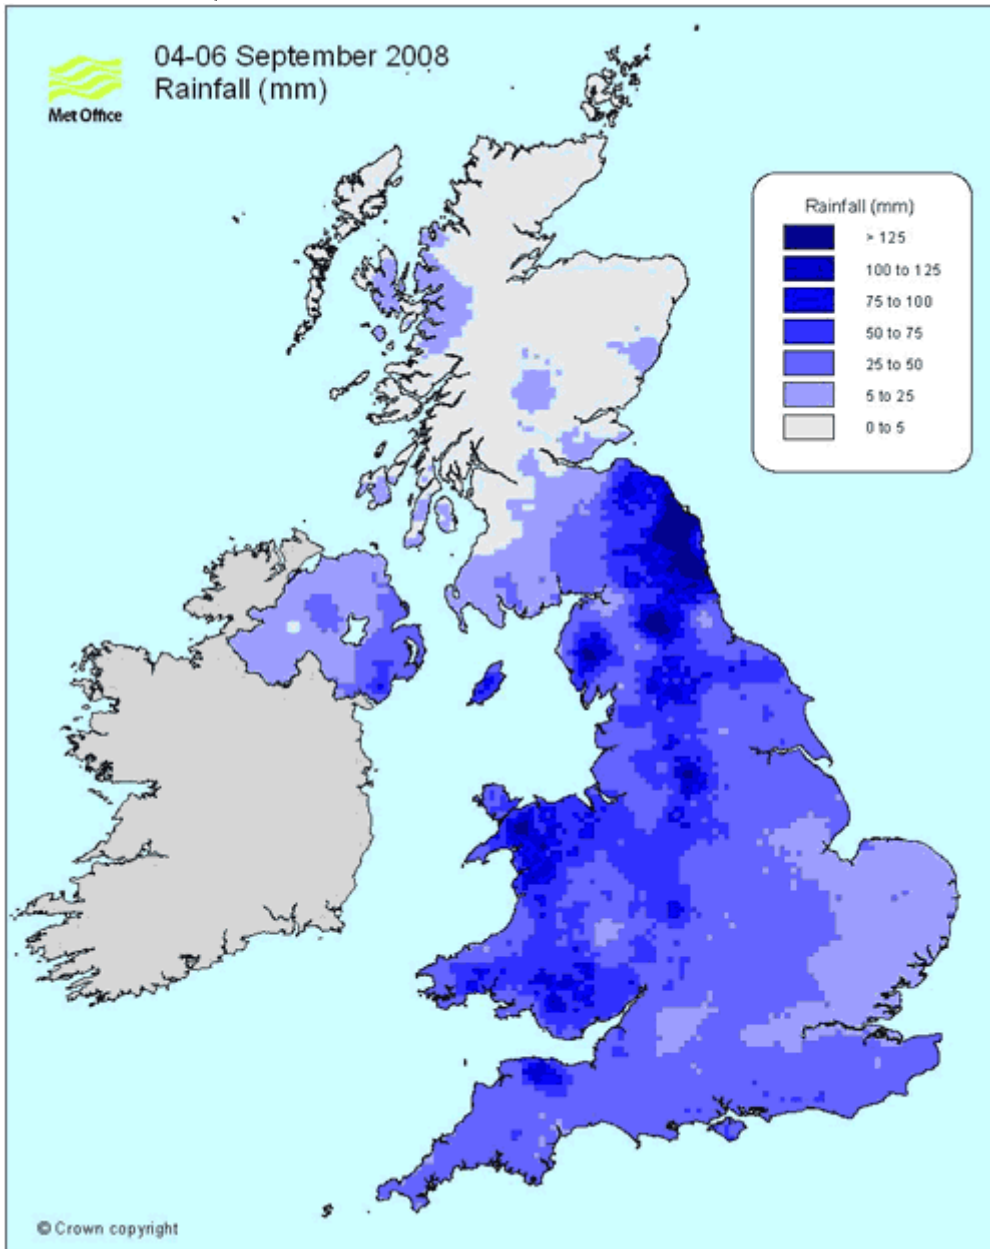 04-06 September 2008
Rainfall (mm)
Met Office
Rainfall (mm)
> 125
100 to 125
75 to 100
50 to 75
25 to 50
5 to 25
0 to 5
© Crown copyright